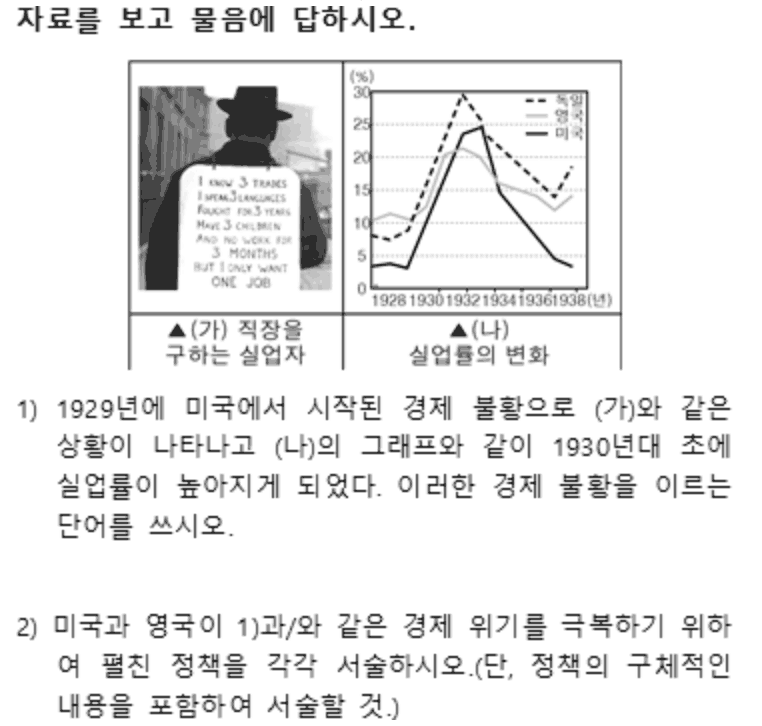 자료를 보고 물음에 답하시오.
I KNOW 3 TRADES
I SPEAK 3 LANGUAGES
FOUGHT FOR 3 YEARS
HAVE 3 CHILDREN
AND NO WORK FOR
3 MONTHS
BUT I ONLY WANT
ONE JOB
(%)
30
25
20
15
10
5
0
독일
영국
미국
1928 1930 1932 1934 1936 1938(년)
▲(가) 직장을
구하는 실업자
▲(나)
실업률의 변화
1) 1929년에 미국에서 시작된 경제 불황으로 (가)와 같은
상황이 나타나고 (나)의 그래프와 같이 1930년대 초에
실업률이 높아지게 되었다. 이러한 경제 불황을 이르는
단어를 쓰시오.
2) 미국과 영국이 1)과/와 같은 경제 위기를 극복하기 위하
여 펼친 정책을 각각 서술하시오.(단, 정책의 구체적인
내용을 포함하여 서술할 것.)